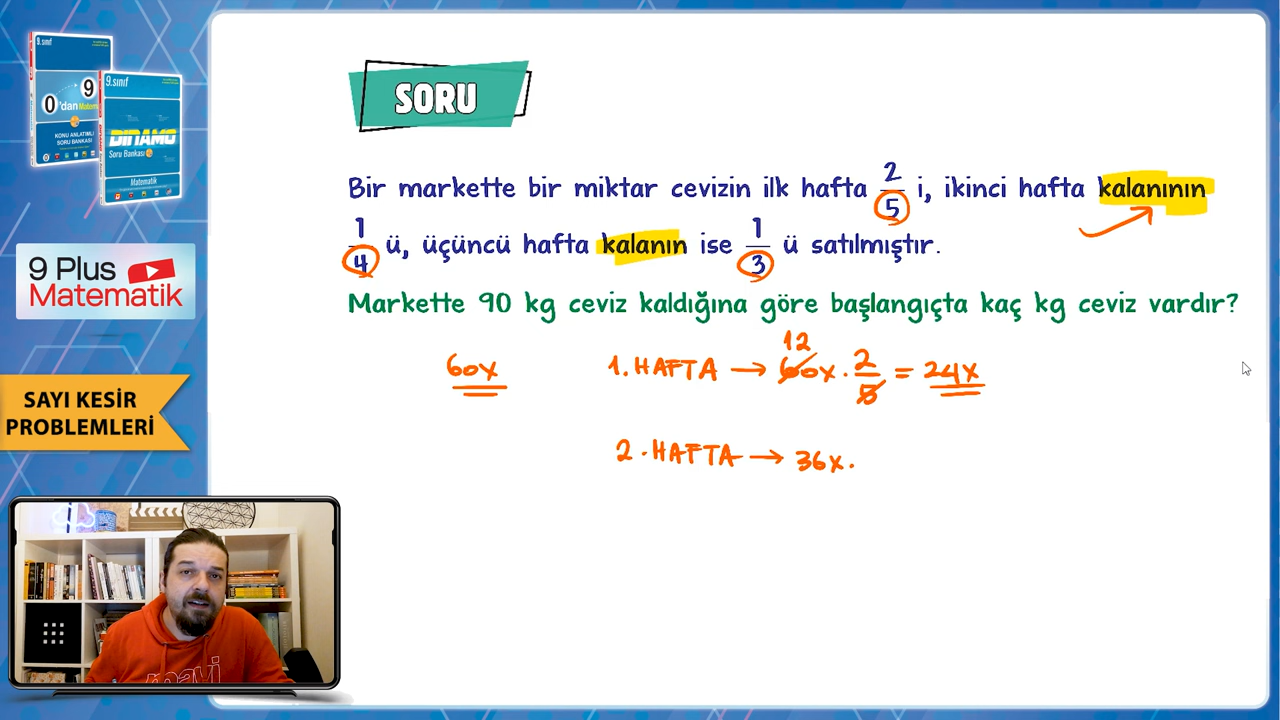 9.sınıf
0'dan 9
KONU ANLATIMLI
SORU BANKASI
9.sınıf
DİNAMO
Soru Bankası
Matematik
9 Plus
Matematik
SAYI KESİR
PROBLEMLERİ
SORU
Bir markette bir miktar cevizin ilk hafta 2/5 i, ikinci hafta kalanının
1/4 ü, üçüncü hafta kalanın ise 1/3 ü satılmıştır.
Markette 90 kg ceviz kaldığına göre başlangıçta kaç kg ceviz vardır?
12
60x 1. HAFTA → 60x . 2/5 = 24x
2. HAFTA → 36x .